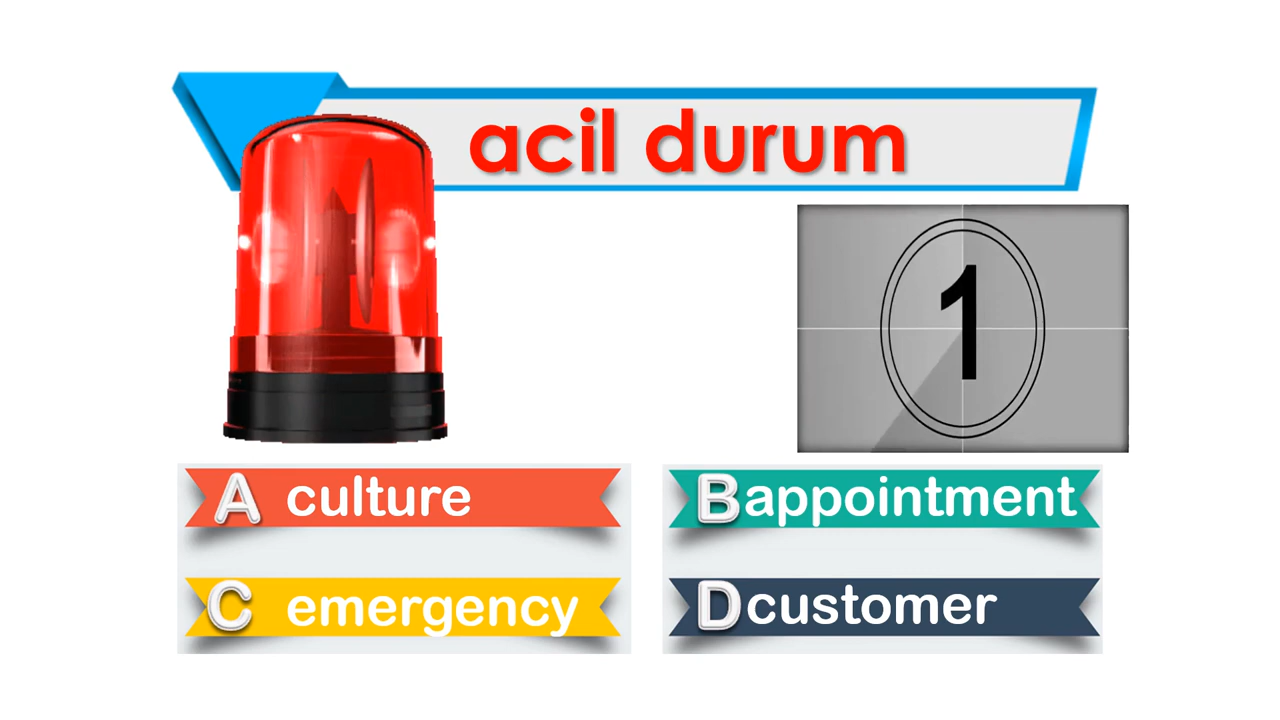 acil durum
1
A culture
B appointment
C emergency
D customer